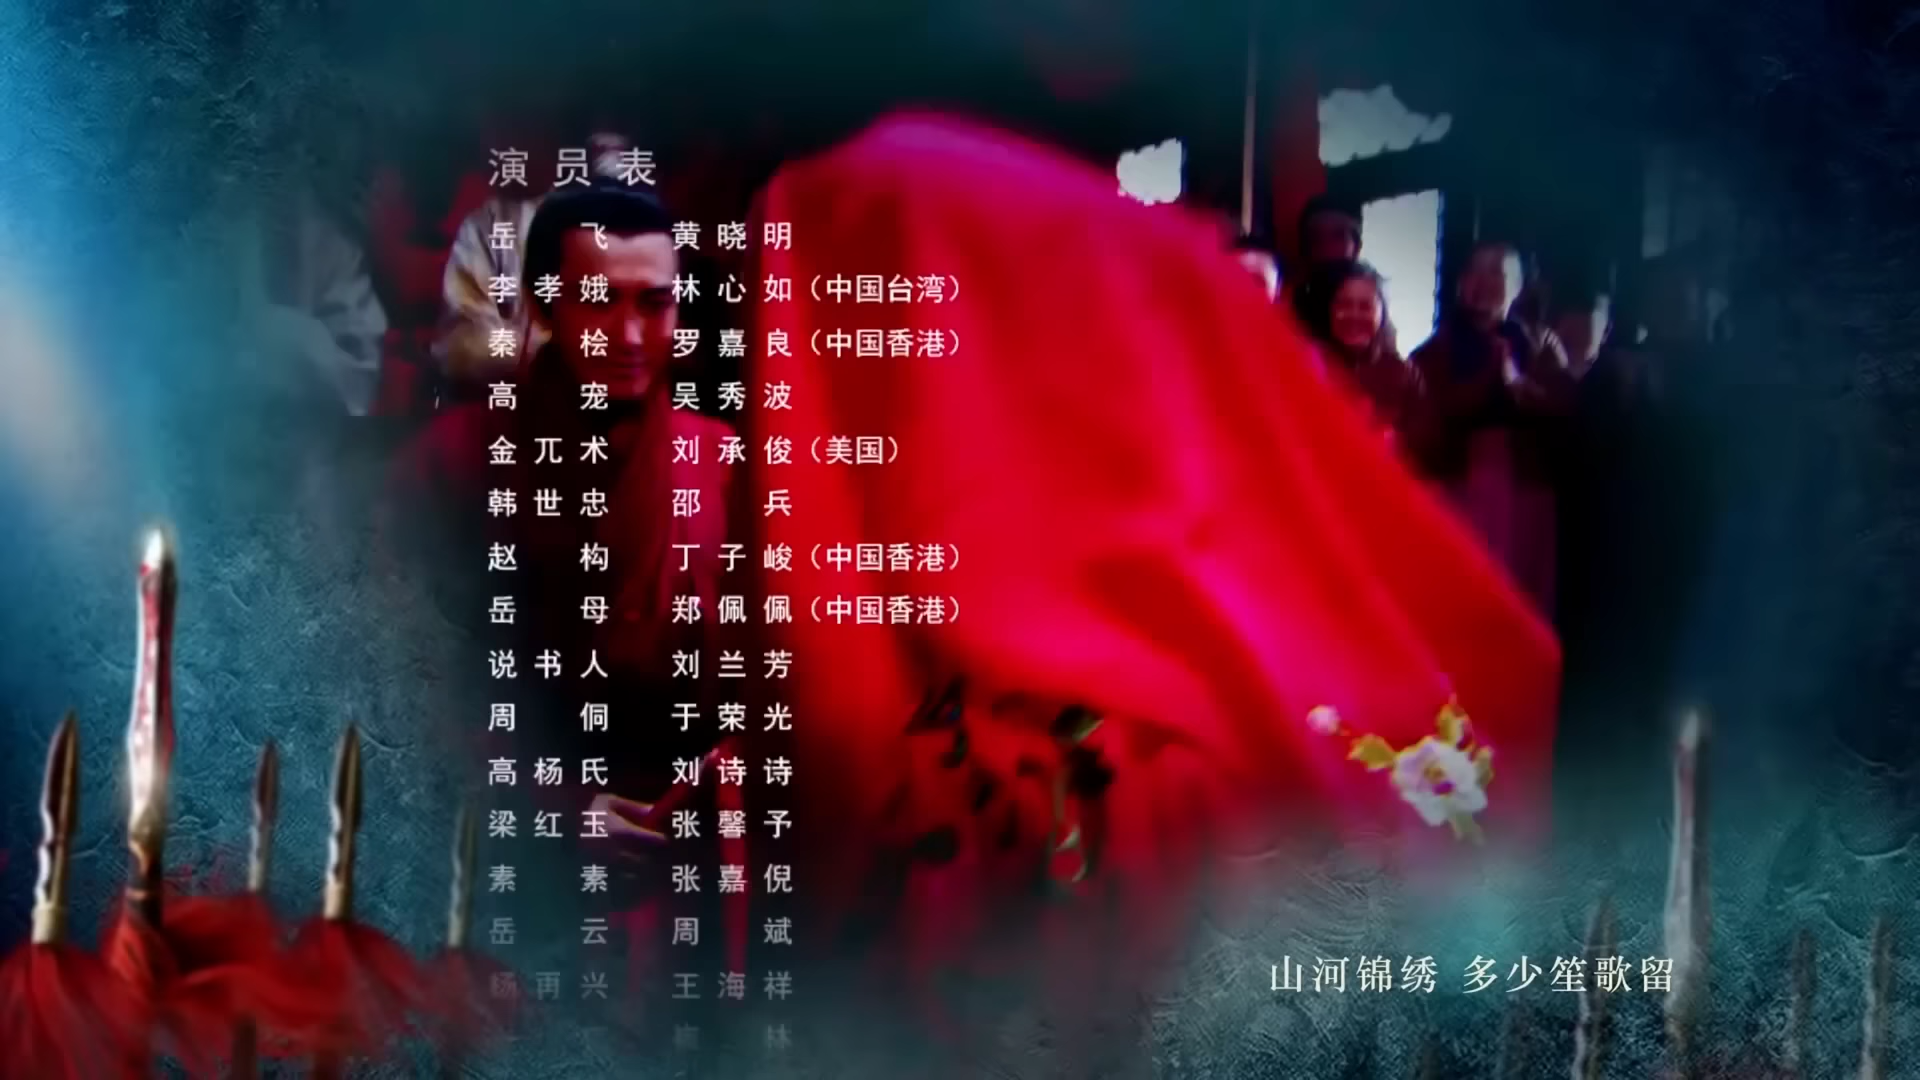 演员表
岳飞 黄晓明
李孝娥 林心如（中国台湾）
秦桧 罗嘉良（中国香港）
高宠 吴秀波
金兀术 刘承俊（美国）
韩世忠 邵兵
赵构 丁子峻（中国香港）
岳母 郑佩佩（中国香港）
说书人 刘兰芳
周侗 于荣光
高杨氏 刘诗诗
梁红玉 张馨予
素素 张嘉倪
岳云 周斌
杨再兴 王海祥
林
山河锦绣 多少笙歌留